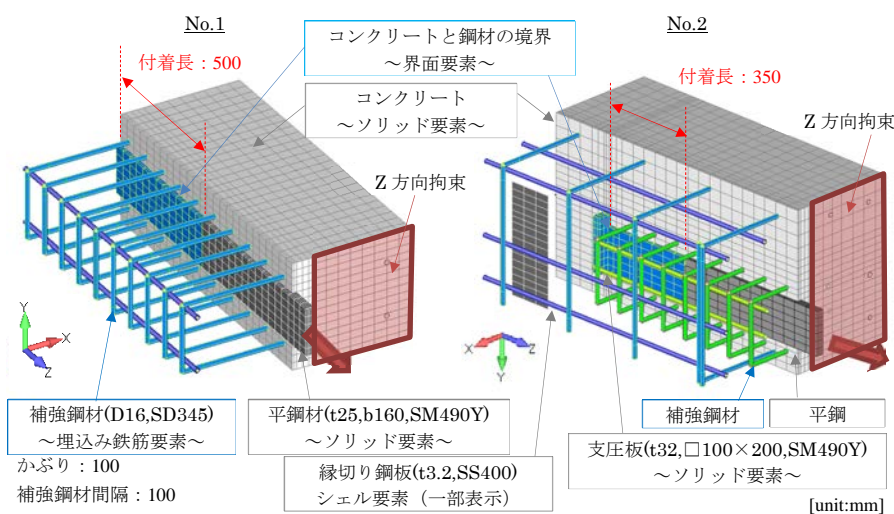 No.1
No.2
コンクリートと鋼材の境界
～界面要素～
付着長：500
付着長：350
コンクリート
～ソリッド要素～
Z 方向拘束
Z 方向拘束
Y
X
Z
X
Z
Y
補強鋼材(D16,SD345)
～埋込み鉄筋要素～
平鋼材(t25,b160,SM490Y)
～ソリッド要素～
補強鋼材
平鋼
かぶり：100
補強鋼材間隔：100
縁切り鋼板(t3.2,SS400)
シェル要素（一部表示）
支圧板(t32,□100×200,SM490Y)
～ソリッド要素～
[unit:mm]